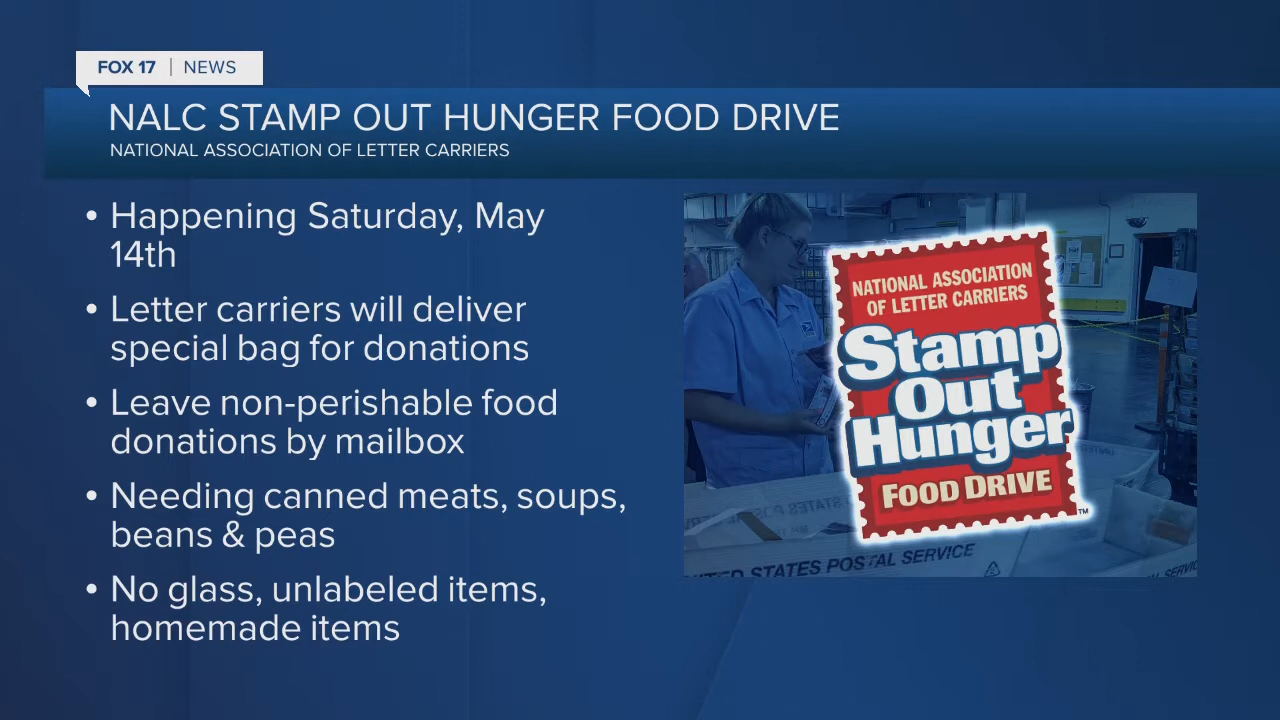 FOX 17 | NEWS
NALC STAMP OUT HUNGER FOOD DRIVE
NATIONAL ASSOCIATION OF LETTER CARRIERS
• Happening Saturday, May
14th
• Letter carriers will deliver
special bag for donations
• Leave non-perishable food
donations by mailbox
• Needing canned meats, soups,
beans & peas
• No glass, unlabeled items,
homemade items
NATIONAL ASSOCIATION
OF LETTER CARRIERS
Stamp
Out
Hunger
FOOD DRIVE
™
UNITED STATES POSTAL SERVICE